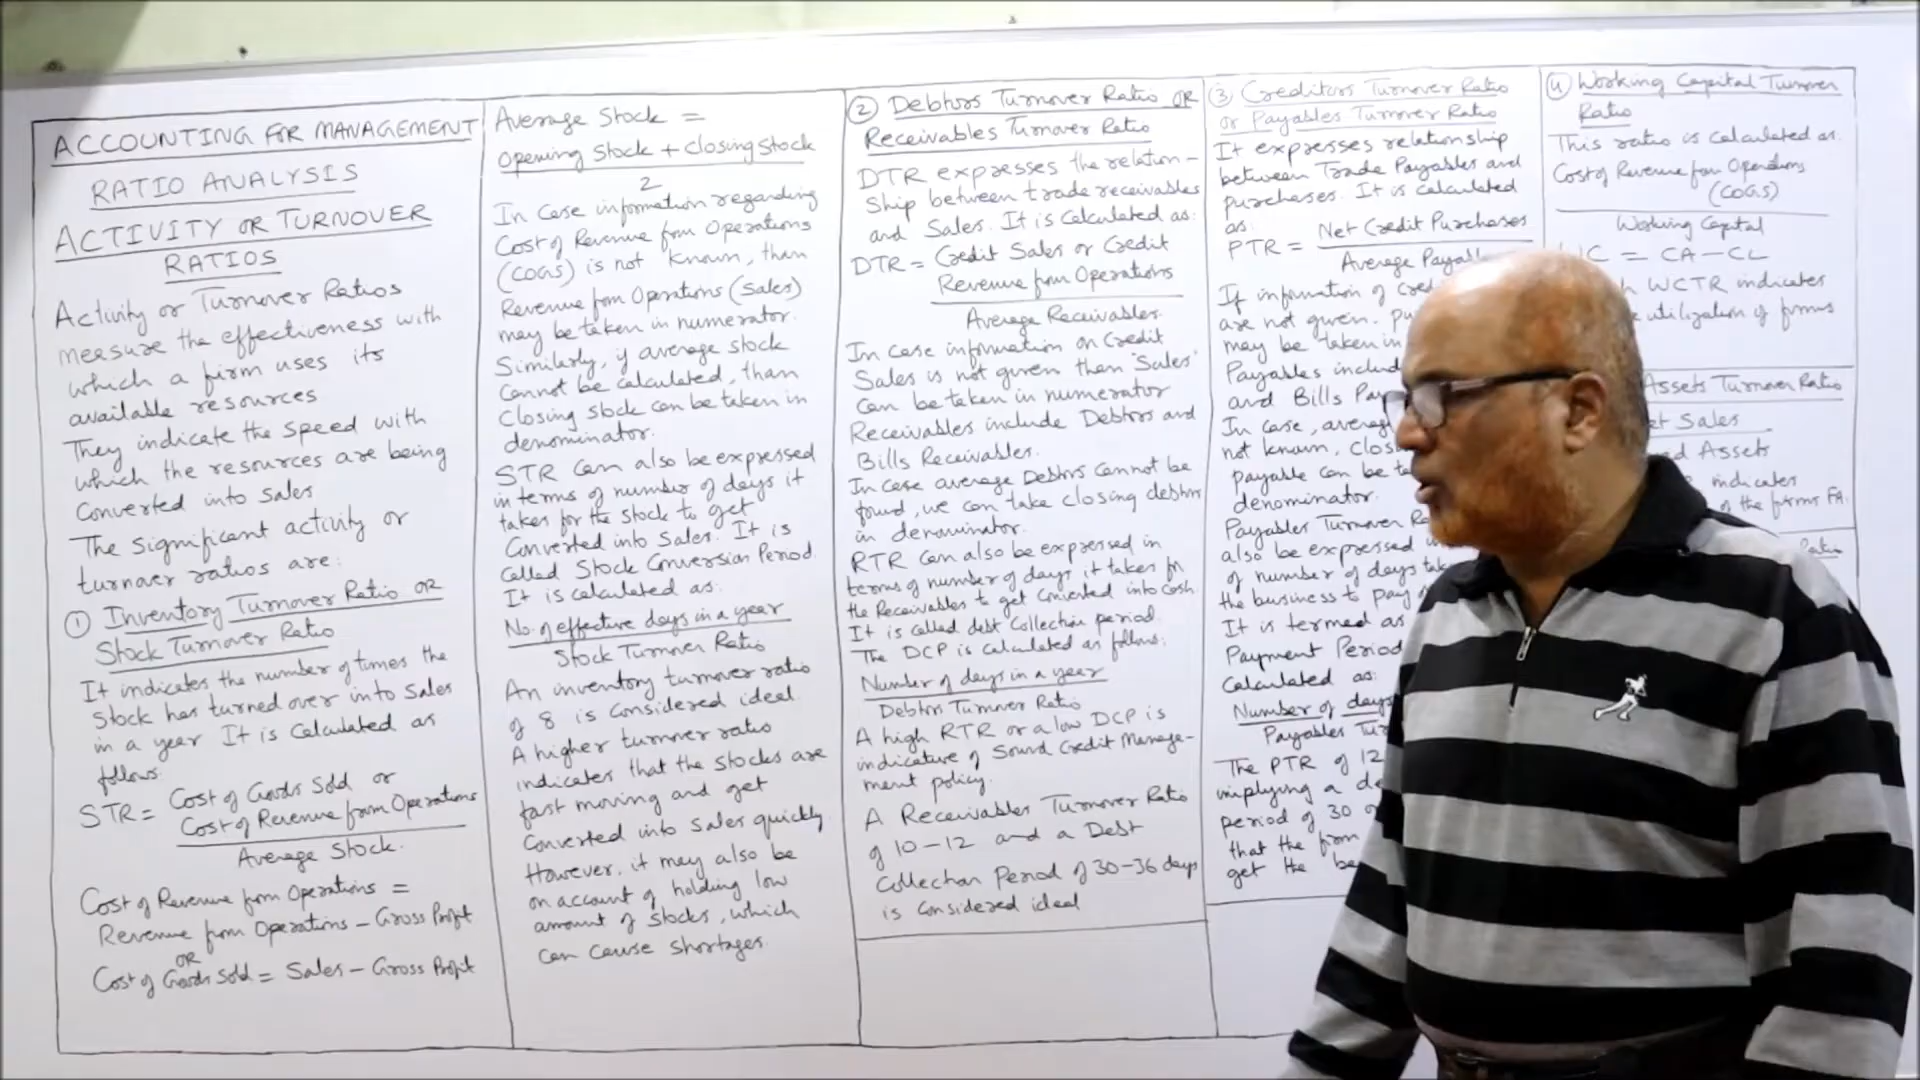 ACCOUNTING FOR MANAGEMENT
RATIO ANALYSIS
ACTIVITY OR TURNOVER
RATIOS
Activity or Turnover Ratios
measure the effectiveness with
which a firm uses its
available resources
They indicate the speed with
which the resources are being
converted into sales
The significant activity or
turnover ratios are:
① Inventory Turnover Ratio OR
Stock Turnover Ratio
It indicates the number of times the
stock has turned over into sales
in a year It is calculated as
follows:
STR = Cost of Goods Sold or
Cost of Revenue from Operations
Average Stock.
Cost of Revenue from Operations =
Revenue from Operations - Gross Profit
OR
Cost of Goods Sold = Sales - Gross Profit
Average Stock =
Opening Stock + closing stock
2
In case information regarding
Cost of Revenue from Operations
(COGS) is not known, than
Revenue from Operations (Sales)
may be taken in numerator.
Similarly, if average stock
cannot be calculated, than
closing stock can be taken in
denominator.
STR can also be expressed
in terms of number of days it
takes for the stock to get
converted into sales. It is
called Stock Conversion Period
It is calculated as:
No. of effective days in a year
Stock Turnover Ratio
An inventory turnover ratio
of 8 is considered ideal
A higher turnover ratio
indicates that the stocks are
fast moving and get
converted into sales quickly
However, it may also be
on account of holding low
amount of stocks, which
can cause shortages
② Debtors Turnover Ratio OR
Receivables Turnover Ratio
DTR expresses the relation-
ship between trade receivables
and Sales. It is calculated as:
DTR = Credit Sales or Credit
Revenue from Operations
Average Receivables
In case information on credit
Sales is not given then 'Sales'
can be taken in numerator
Receivables include Debtors and
Bills Receivables.
In case average Debtors cannot be
found, we can take closing debtors
in denominator.
RTR can also be expressed in
terms of number of days it takes for
the Receivables to get converted into cash.
It is called debt collection period
The DCP is calculated as follows:
Number of days in a year
Debtors Turnover Ratio
A high RTR or a low DCP is
indicative of Sound Credit Manage-
ment policy.
A Receivables Turnover Ratio
of 10-12 and a Debt
Collection Period of 30-36 days
is considered ideal
③ Creditors Turnover Ratio
or Payables Turnover Ratio
It expresses relationship
between Trade Payables and
purchases. It is calculated
as:
PTR = Net Credit Purchases
Average
If information of
are not given.
may be taken in
Payables
and Bills
In case,
not known,
payable can be
denominator.
Payables Turnover
also be expressed
of number of days
the business to pay
It is termed as
Payment Period
Calculated as:
Number of days
Payables
The PTR of 12
implying a
period of 30
that the firm
get the
④ Working Capital Turnover
Ratio
This ratio is calculated as.
Cost of Revenue from Operations
(COGS)
Working Capital
= CA - CL
WCTR indicates
utilization of firms
Assets Turnover Ratio
Sales
Assets
indicates
of the firms FA.
Ratio